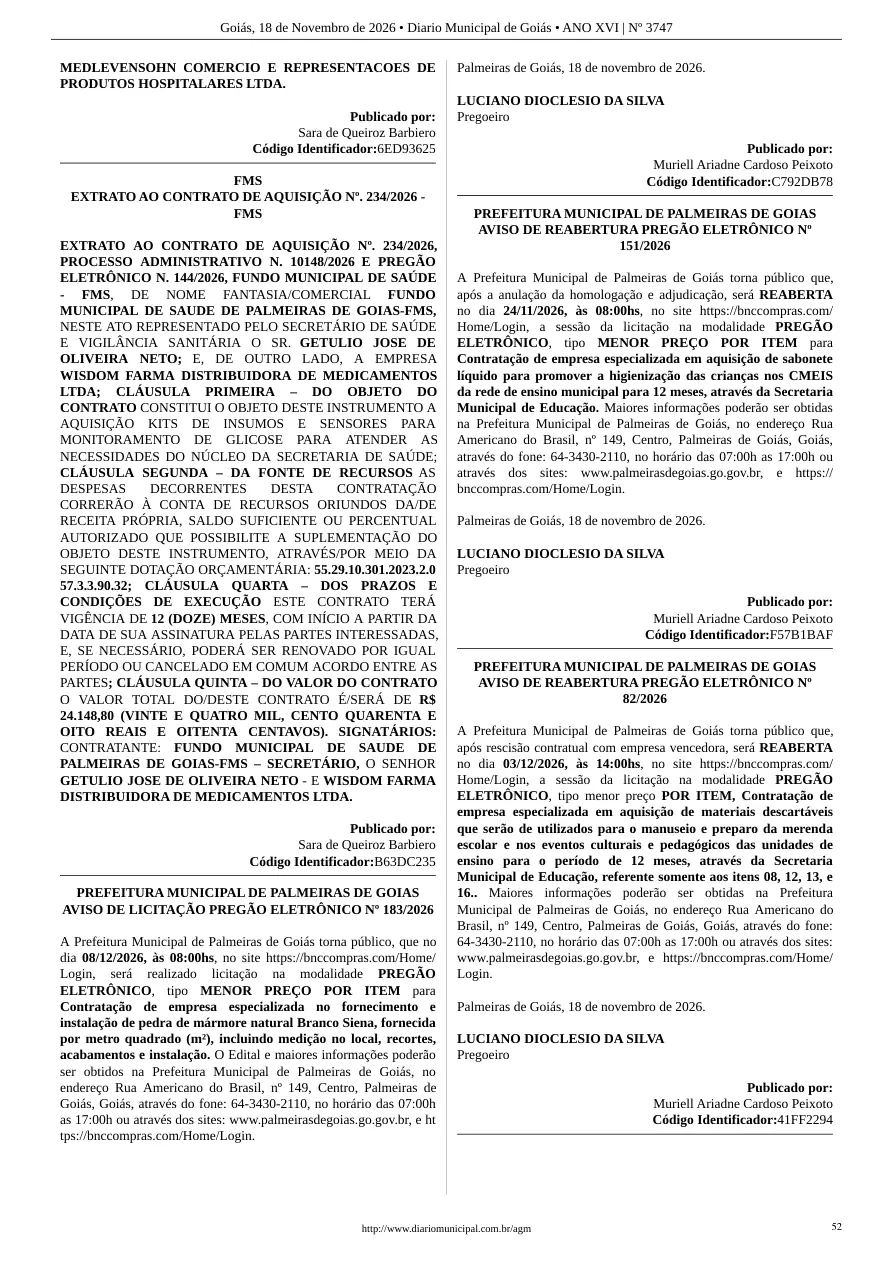 Goiás, 18 de Novembro de 2026 • Diario Municipal de Goiás • ANO XVI | Nº 3747
MEDLEVENSOHN COMERCIO E REPRESENTACOES DE
PRODUTOS HOSPITALARES LTDA.
Publicado por:
Sara de Queiroz Barbiero
Código Identificador:6ED93625
FMS
EXTRATO AO CONTRATO DE AQUISIÇÃO Nº. 234/2026 -
FMS
EXTRATO AO CONTRATO DE AQUISIÇÃO Nº. 234/2026,
PROCESSO ADMINISTRATIVO N. 10148/2026 E PREGÃO
ELETRÔNICO N. 144/2026, FUNDO MUNICIPAL DE SAÚDE
- FMS, DE NOME FANTASIA/COMERCIAL FUNDO
MUNICIPAL DE SAUDE DE PALMEIRAS DE GOIAS-FMS,
NESTE ATO REPRESENTADO PELO SECRETÁRIO DE SAÚDE
E VIGILÂNCIA SANITÁRIA O SR. GETULIO JOSE DE
OLIVEIRA NETO; E, DE OUTRO LADO, A EMPRESA
WISDOM FARMA DISTRIBUIDORA DE MEDICAMENTOS
LTDA; CLÁUSULA PRIMEIRA – DO OBJETO DO
CONTRATO CONSTITUI O OBJETO DESTE INSTRUMENTO A
AQUISIÇÃO KITS DE INSUMOS E SENSORES PARA
MONITORAMENTO DE GLICOSE PARA ATENDER AS
NECESSIDADES DO NÚCLEO DA SECRETARIA DE SAÚDE;
CLÁUSULA SEGUNDA – DA FONTE DE RECURSOS AS
DESPESAS DECORRENTES DESTA CONTRATAÇÃO
CORRERÃO À CONTA DE RECURSOS ORIUNDOS DA/DE
RECEITA PRÓPRIA, SALDO SUFICIENTE OU PERCENTUAL
AUTORIZADO QUE POSSIBILITE A SUPLEMENTAÇÃO DO
OBJETO DESTE INSTRUMENTO, ATRAVÉS/POR MEIO DA
SEGUINTE DOTAÇÃO ORÇAMENTÁRIA: 55.29.10.301.2023.2.0
57.3.3.90.32; CLÁUSULA QUARTA – DOS PRAZOS E
CONDIÇÕES DE EXECUÇÃO ESTE CONTRATO TERÁ
VIGÊNCIA DE 12 (DOZE) MESES, COM INÍCIO A PARTIR DA
DATA DE SUA ASSINATURA PELAS PARTES INTERESSADAS,
E, SE NECESSÁRIO, PODERÁ SER RENOVADO POR IGUAL
PERÍODO OU CANCELADO EM COMUM ACORDO ENTRE AS
PARTES; CLÁUSULA QUINTA – DO VALOR DO CONTRATO
O VALOR TOTAL DO/DESTE CONTRATO É/SERÁ DE R$
24.148,80 (VINTE E QUATRO MIL, CENTO QUARENTA E
OITO REAIS E OITENTA CENTAVOS). SIGNATÁRIOS:
CONTRATANTE: FUNDO MUNICIPAL DE SAUDE DE
PALMEIRAS DE GOIAS-FMS – SECRETÁRIO, O SENHOR
GETULIO JOSE DE OLIVEIRA NETO - E WISDOM FARMA
DISTRIBUIDORA DE MEDICAMENTOS LTDA.
Publicado por:
Sara de Queiroz Barbiero
Código Identificador:B63DC235
PREFEITURA MUNICIPAL DE PALMEIRAS DE GOIAS
AVISO DE LICITAÇÃO PREGÃO ELETRÔNICO Nº 183/2026
A Prefeitura Municipal de Palmeiras de Goiás torna público, que no
dia 08/12/2026, às 08:00hs, no site https://bnccompras.com/Home/
Login, será realizado licitação na modalidade PREGÃO
ELETRÔNICO, tipo MENOR PREÇO POR ITEM para
Contratação de empresa especializada no fornecimento e
instalação de pedra de mármore natural Branco Siena, fornecida
por metro quadrado (m²), incluindo medição no local, recortes,
acabamentos e instalação. O Edital e maiores informações poderão
ser obtidos na Prefeitura Municipal de Palmeiras de Goiás, no
endereço Rua Americano do Brasil, nº 149, Centro, Palmeiras de
Goiás, Goiás, através do fone: 64-3430-2110, no horário das 07:00h
as 17:00h ou através dos sites: www.palmeirasdegoias.go.gov.br, e ht
tps://bnccompras.com/Home/Login.
Palmeiras de Goiás, 18 de novembro de 2026.
LUCIANO DIOCLESIO DA SILVA
Pregoeiro
Publicado por:
Muriell Ariadne Cardoso Peixoto
Código Identificador:C792DB78
PREFEITURA MUNICIPAL DE PALMEIRAS DE GOIAS
AVISO DE REABERTURA PREGÃO ELETRÔNICO Nº
151/2026
A Prefeitura Municipal de Palmeiras de Goiás torna público que,
após a anulação da homologação e adjudicação, será REABERTA
no dia 24/11/2026, às 08:00hs, no site https://bnccompras.com/
Home/Login, a sessão da licitação na modalidade PREGÃO
ELETRÔNICO, tipo MENOR PREÇO POR ITEM para
Contratação de empresa especializada em aquisição de sabonete
líquido para promover a higienização das crianças nos CMEIS
da rede de ensino municipal para 12 meses, através da Secretaria
Municipal de Educação. Maiores informações poderão ser obtidas
na Prefeitura Municipal de Palmeiras de Goiás, no endereço Rua
Americano do Brasil, nº 149, Centro, Palmeiras de Goiás, Goiás,
através do fone: 64-3430-2110, no horário das 07:00h as 17:00h ou
através dos sites: www.palmeirasdegoias.go.gov.br, e https://
bnccompras.com/Home/Login.
Palmeiras de Goiás, 18 de novembro de 2026.
LUCIANO DIOCLESIO DA SILVA
Pregoeiro
Publicado por:
Muriell Ariadne Cardoso Peixoto
Código Identificador:F57B1BAF
PREFEITURA MUNICIPAL DE PALMEIRAS DE GOIAS
AVISO DE REABERTURA PREGÃO ELETRÔNICO Nº
82/2026
A Prefeitura Municipal de Palmeiras de Goiás torna público que,
após rescisão contratual com empresa vencedora, será REABERTA
no dia 03/12/2026, às 14:00hs, no site https://bnccompras.com/
Home/Login, a sessão da licitação na modalidade PREGÃO
ELETRÔNICO, tipo menor preço POR ITEM, Contratação de
empresa especializada em aquisição de materiais descartáveis
que serão de utilizados para o manuseio e preparo da merenda
escolar e nos eventos culturais e pedagógicos das unidades de
ensino para o período de 12 meses, através da Secretaria
Municipal de Educação, referente somente aos itens 08, 12, 13, e
16.. Maiores informações poderão ser obtidas na Prefeitura
Municipal de Palmeiras de Goiás, no endereço Rua Americano do
Brasil, nº 149, Centro, Palmeiras de Goiás, Goiás, através do fone:
64-3430-2110, no horário das 07:00h as 17:00h ou através dos sites:
www.palmeirasdegoias.go.gov.br, e https://bnccompras.com/Home/
Login.
Palmeiras de Goiás, 18 de novembro de 2026.
LUCIANO DIOCLESIO DA SILVA
Pregoeiro
Publicado por:
Muriell Ariadne Cardoso Peixoto
Código Identificador:41FF2294
http://www.diariomunicipal.com.br/agm
52